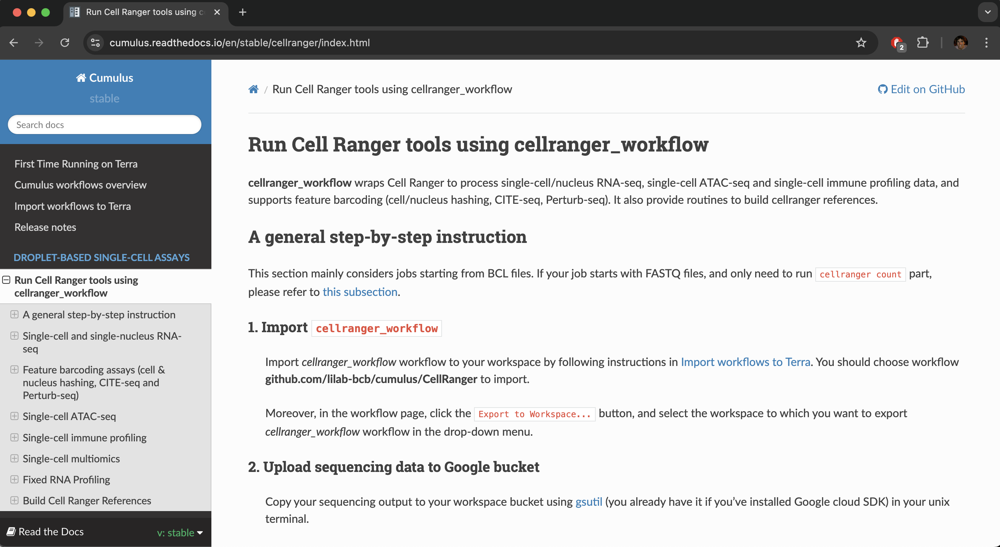 Run Cell Ranger tools using
cumulus.readthedocs.io/en/stable/cellranger/index.html
2
Cumulus
stable
Search docs
First Time Running on Terra
Cumulus workflows overview
Import workflows to Terra
Release notes
DROPLET-BASED SINGLE-CELL ASSAYS
Run Cell Ranger tools using
cellranger_workflow
A general step-by-step instruction
Single-cell and single-nucleus RNA-
seq
Feature barcoding assays (cell &
nucleus hashing, CITE-seq and
Perturb-seq)
Single-cell ATAC-seq
Single-cell immune profiling
Single-cell multiomics
Fixed RNA Profiling
Build Cell Ranger References
Read the Docs
v: stable
/ Run Cell Ranger tools using cellranger_workflow
Edit on GitHub
Run Cell Ranger tools using cellranger_workflow
cellranger_workflow wraps Cell Ranger to process single-cell/nucleus RNA-seq, single-cell ATAC-seq and single-cell immune profiling data, and
supports feature barcoding (cell/nucleus hashing, CITE-seq, Perturb-seq). It also provide routines to build cellranger references.
A general step-by-step instruction
This section mainly considers jobs starting from BCL files. If your job starts with FASTQ files, and only need to run cellranger count part,
please refer to this subsection.
1. Import cellranger_workflow
Import cellranger_workflow workflow to your workspace by following instructions in Import workflows to Terra. You should choose workflow
github.com/lilab-bcb/cumulus/CellRanger to import.
Moreover, in the workflow page, click the Export to Workspace... button, and select the workspace to which you want to export
cellranger_workflow workflow in the drop-down menu.
2. Upload sequencing data to Google bucket
Copy your sequencing output to your workspace bucket using gsutil (you already have it if you’ve installed Google cloud SDK) in your unix
terminal.